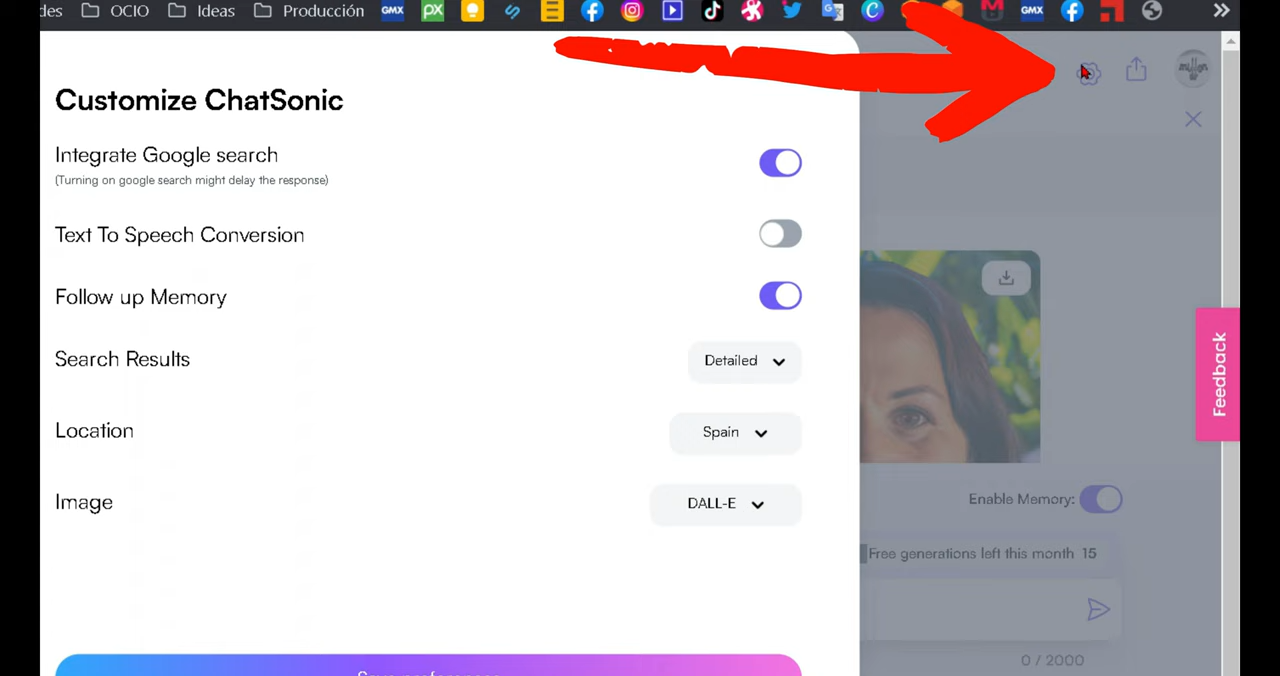 des OCIO Ideas Producción GMX px GMX
millon
Customize ChatSonic
Integrate Google search
(Turning on google search might delay the response)
Text To Speech Conversion
Follow up Memory
Search Results Detailed
Location Spain
Image DALL-E
Feedback
Enable Memory:
Free generations left this month 15
0 / 2000